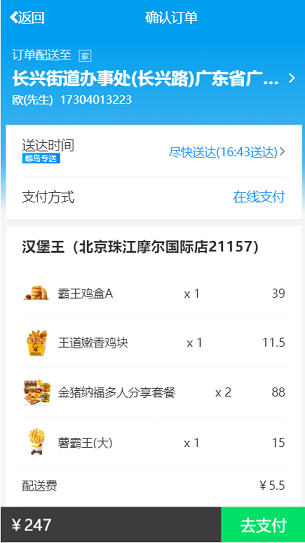 返回 确认订单
订单配送至 家
长兴街道办事处(长兴路)广东省广...
欧(先生) 17304013223
送达时间
蜂鸟专送
尽快送达(16:43送达)
支付方式 在线支付
汉堡王（北京珠江摩尔国际店21157）
霸王鸡盒A x 1 39
王道嫩香鸡块 x 1 11.5
金猪纳福多人分享套餐 x 2 88
薯霸王(大) x 1 15
配送费 ¥ 5.5
¥ 247 去支付